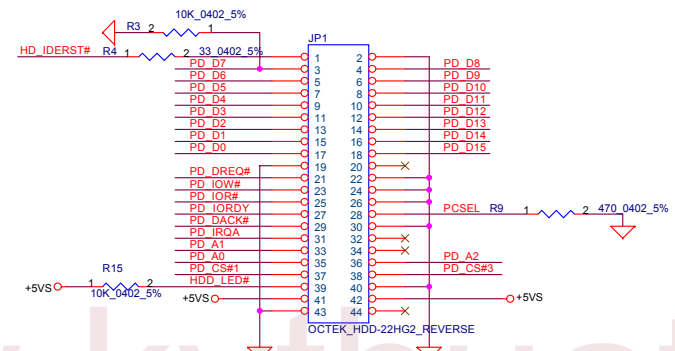 10K_0402_5%
R3 2 1
JP1
HD_IDERST# R4 1 2 33_0402_5%
1 2
PD_D7 3 4 PD_D8
PD_D6 5 6 PD_D9
PD_D5 7 8 PD_D10
PD_D4 9 10 PD_D11
PD_D3 11 12 PD_D12
PD_D2 13 14 PD_D13
PD_D1 15 16 PD_D14
PD_D0 17 18 PD_D15
19 20
PD_DREQ# 21 22
PD_IOW# 23 24
PD_IOR# 25 26
PD_IORDY 27 28 PCSEL R9 1 2 470_0402_5%
PD_DACK# 29 30
PD_IRQA 31 32
PD_A1 33 34
PD_A0 35 36 PD_A2
PD_CS#1 37 38 PD_CS#3
R15
+5VS 1 2 HDD_LED# 39 40
10K_0402_5%
+5VS 41 42 +5VS
43 44
OCTEK_HDD-22HG2_REVERSE